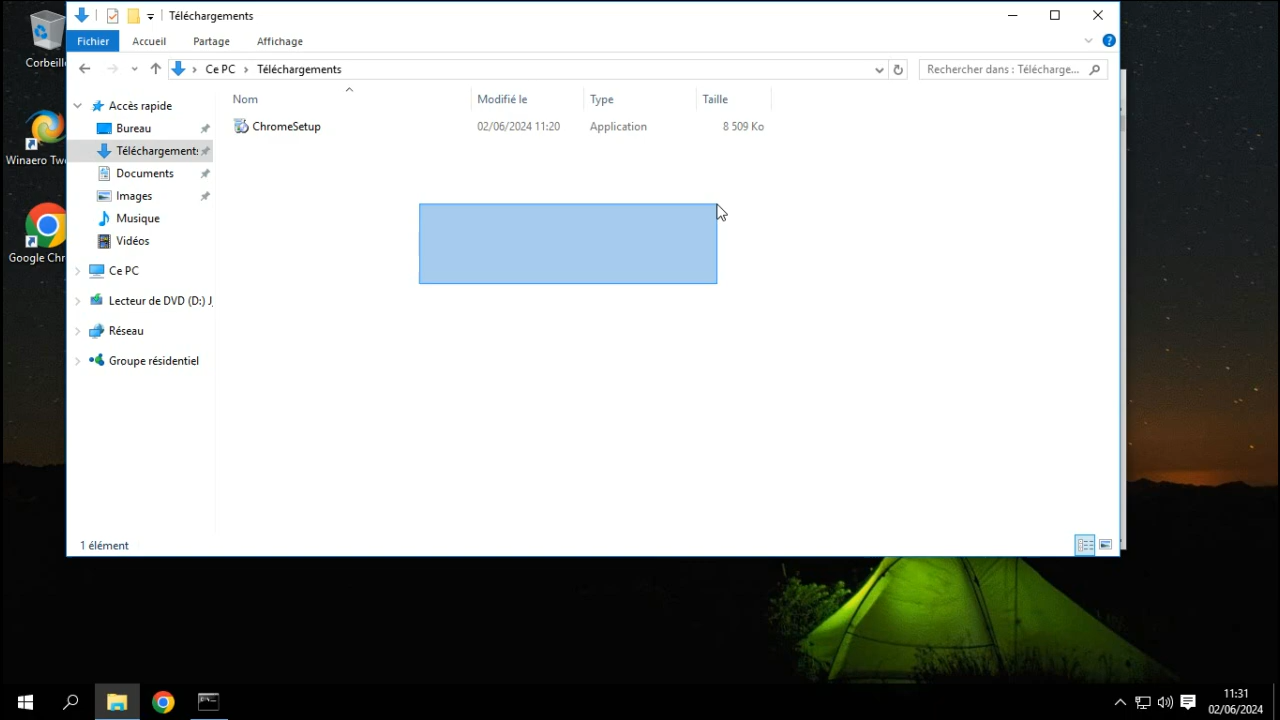 Téléchargements
Fichier Accueil Partage Affichage
Ce PC Téléchargements
Rechercher dans : Télécharge...
Corbeille
Winaero Tw
Google Chr
Accès rapide
Bureau
Téléchargements
Documents
Images
Musique
Vidéos
Ce PC
Lecteur de DVD (D:) J
Réseau
Groupe résidentiel
Nom Modifié le Type Taille
ChromeSetup 02/06/2024 11:20 Application 8 509 Ko
1 élément
11:31
02/06/2024